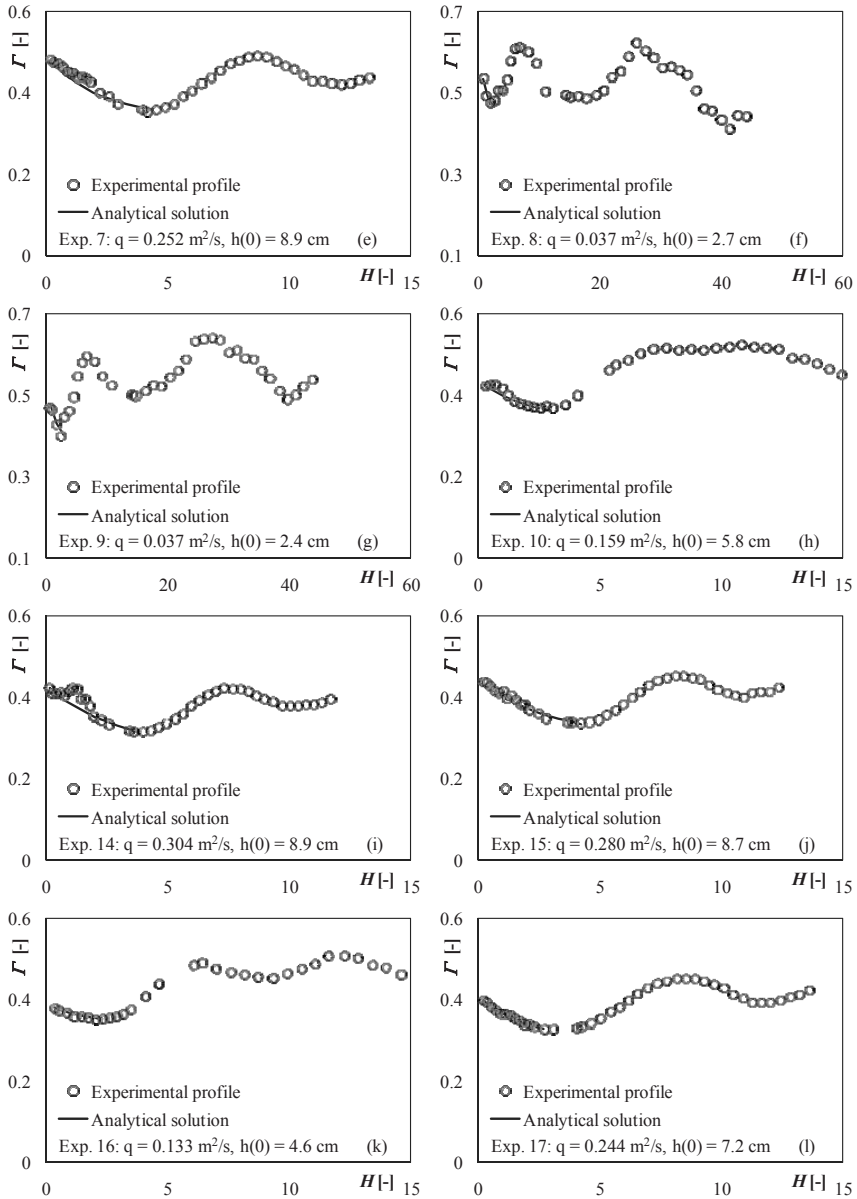 0.6
0.4
0.2
0
Γ [-]
Experimental profile
Analytical solution
Exp. 7: q = 0.252 m²/s, h(0) = 8.9 cm (e)
0 5 10 15
H [-]
0.7
0.5
0.3
0.1
Γ [-]
Experimental profile
Analytical solution
Exp. 8: q = 0.037 m²/s, h(0) = 2.7 cm (f)
0 20 40 60
H [-]
0.7
0.5
0.3
0.1
Γ [-]
Experimental profile
Analytical solution
Exp. 9: q = 0.037 m²/s, h(0) = 2.4 cm (g)
0 20 40 60
H [-]
0.6
0.4
0.2
0
Γ [-]
Experimental profile
Analytical solution
Exp. 10: q = 0.159 m²/s, h(0) = 5.8 cm (h)
0 5 10 15
H [-]
0.6
0.4
0.2
0
Γ [-]
Experimental profile
Analytical solution
Exp. 14: q = 0.304 m²/s, h(0) = 8.9 cm (i)
0 5 10 15
H [-]
0.6
0.4
0.2
0
Γ [-]
Experimental profile
Analytical solution
Exp. 15: q = 0.280 m²/s, h(0) = 8.7 cm (j)
0 5 10 15
H [-]
0.6
0.4
0.2
0
Γ [-]
Experimental profile
Analytical solution
Exp. 16: q = 0.133 m²/s, h(0) = 4.6 cm (k)
0 5 10 15
H [-]
0.6
0.4
0.2
0
Γ [-]
Experimental profile
Analytical solution
Exp. 17: q = 0.244 m²/s, h(0) = 7.2 cm (l)
0 5 10 15
H [-]